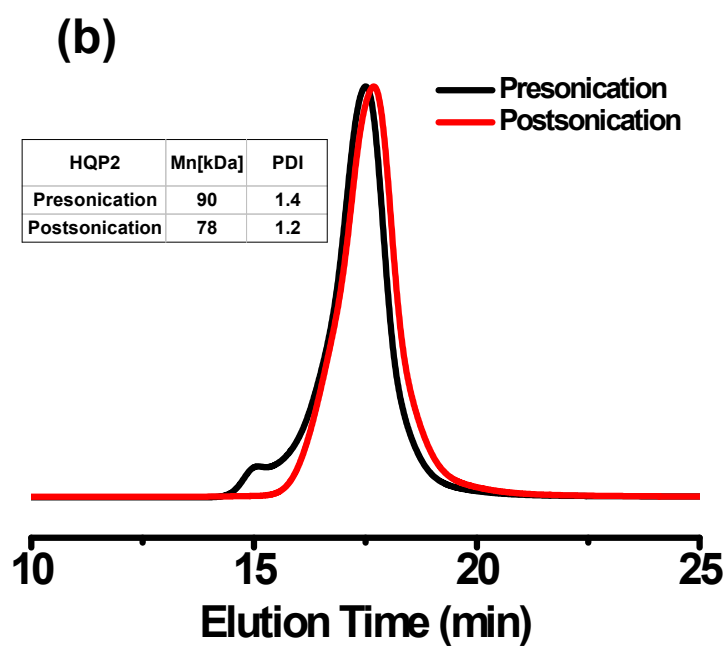 (b)
Presonication
Postsonication
HQP2 Mn[kDa] PDI
Presonication 90 1.4
Postsonication 78 1.2
10 15 20 25
Elution Time (min)